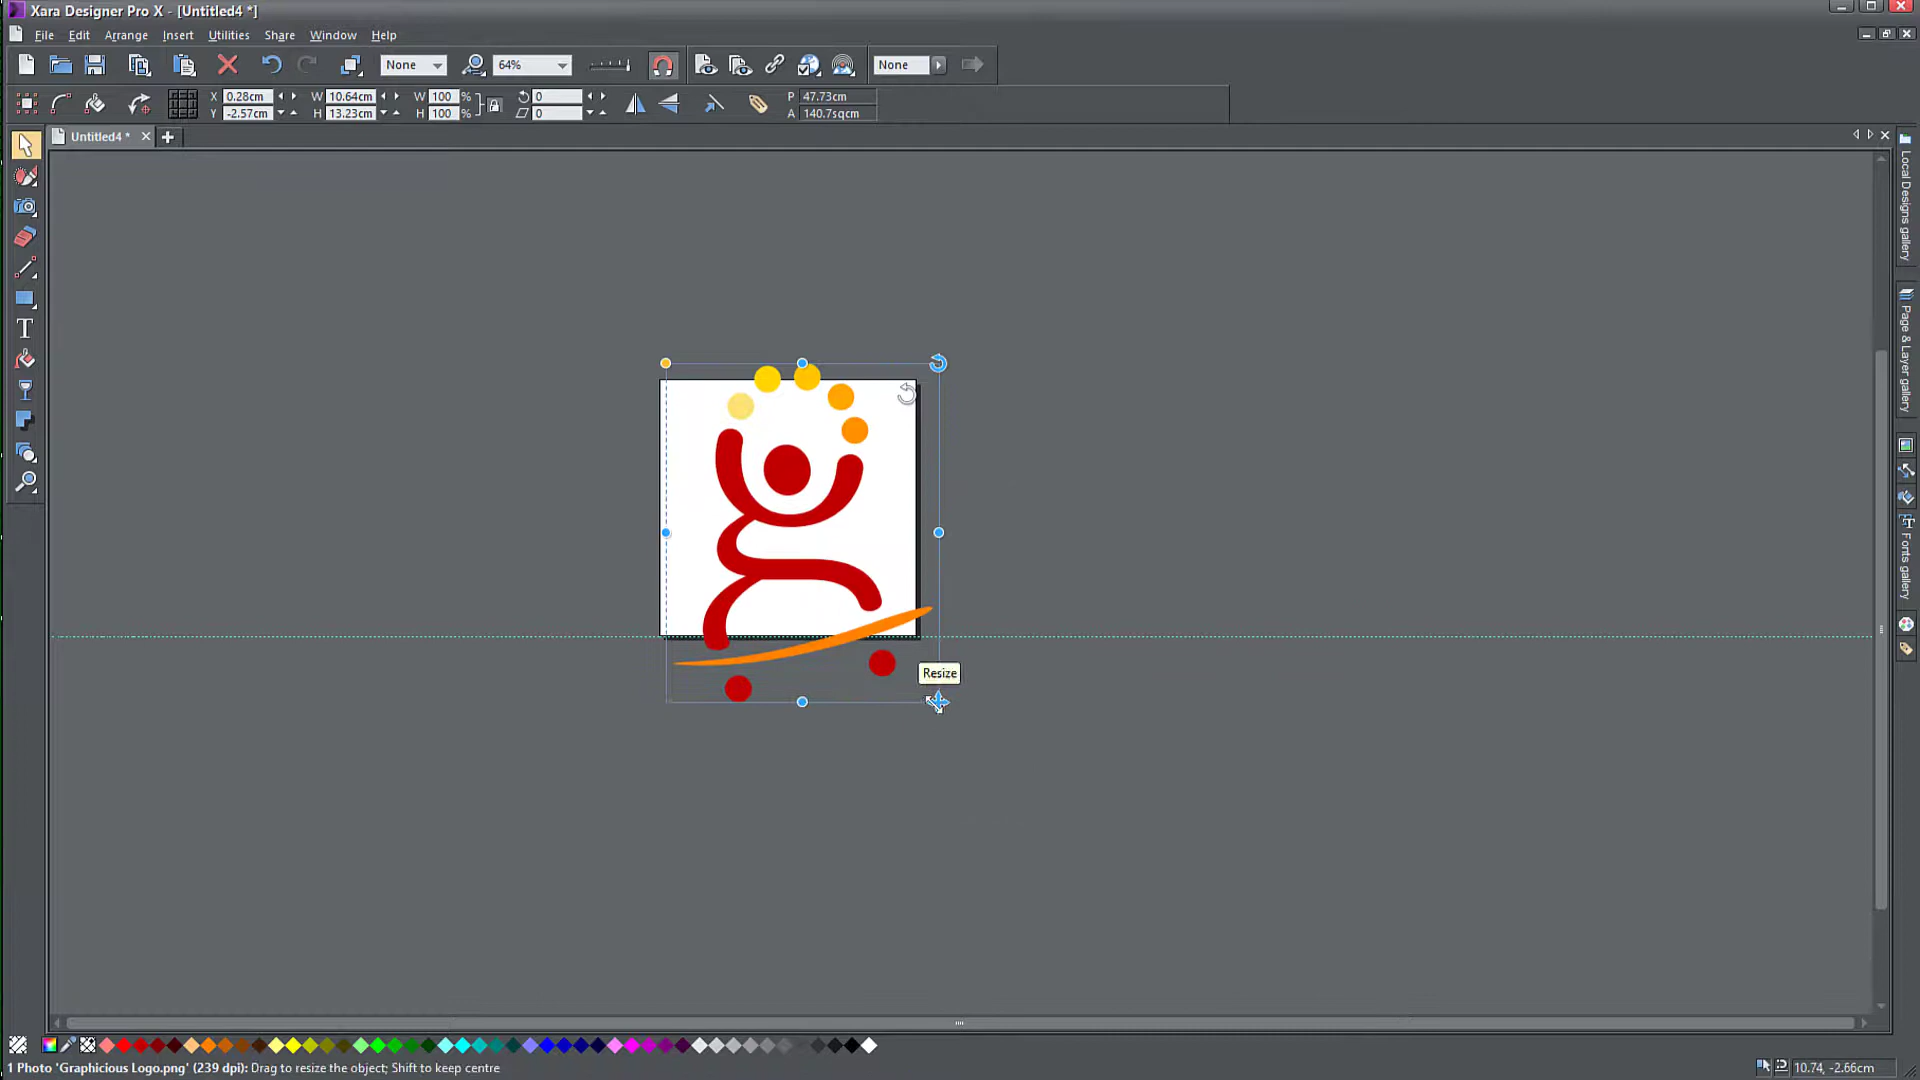 Xara Designer Pro X - [Untitled4 *]
File Edit Arrange Insert Utilities Share Window Help
None 64% None
X 0.28cm W 10.64cm W 100 % 0 P 47.73cm
Y -2.57cm H 13.23cm H 100 % 0 A 140.7sqcm
Untitled4 *
T
Local Designs gallery
Page & Layer gallery
Fonts gallery
Resize
1 Photo 'Graphicious Logo.png' (239 dpi): Drag to resize the object; Shift to keep centre
10.74, -2.66cm